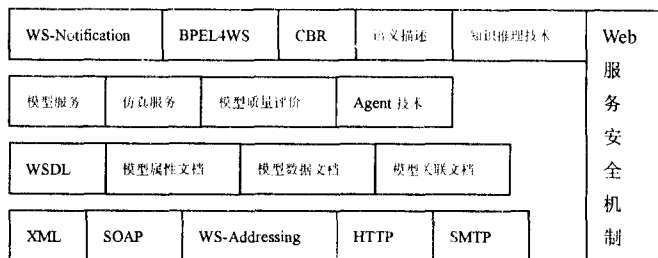 WS-Notification BPEL4WS CBR 语义描述 知识推理技术
模型服务 仿真服务 模型质量评价 Agent 技术
WSDL 模型属性文档 模型数据文档 模型关联文档
XML SOAP WS-Addressing HTTP SMTP
Web
服
务
安
全
机
制